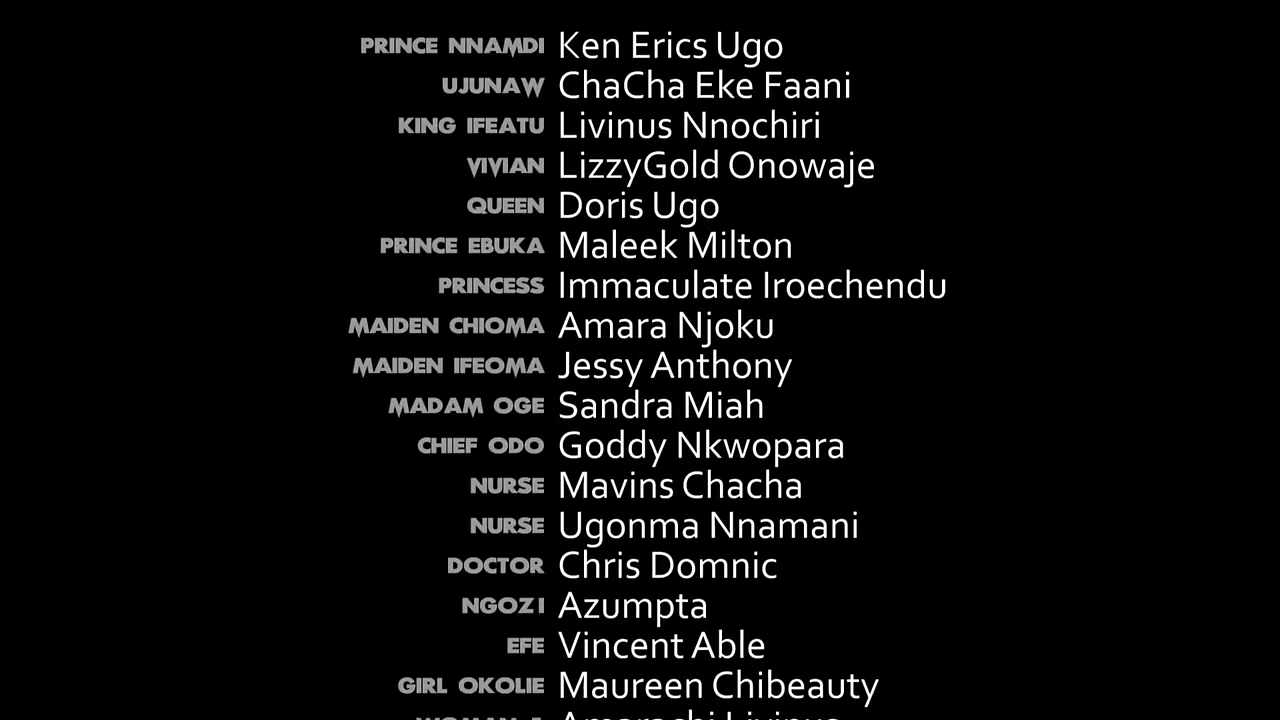 PRINCE NNAMDI Ken Erics Ugo
UJUNAW ChaCha Eke Faani
KING IFEATU Livinus Nnochiri
VIVIAN LizzyGold Onowaje
QUEEN Doris Ugo
PRINCE EBUKA Maleek Milton
PRINCESS Immaculate Iroechendu
MAIDEN CHIOMA Amara Njoku
MAIDEN IFEOMA Jessy Anthony
MADAM OGE Sandra Miah
CHIEF ODO Goddy Nkwopara
NURSE Mavins Chacha
NURSE Ugonma Nnamani
DOCTOR Chris Domnic
NGOZI Azumpta
EFE Vincent Able
GIRL OKOLIE Maureen Chibeauty